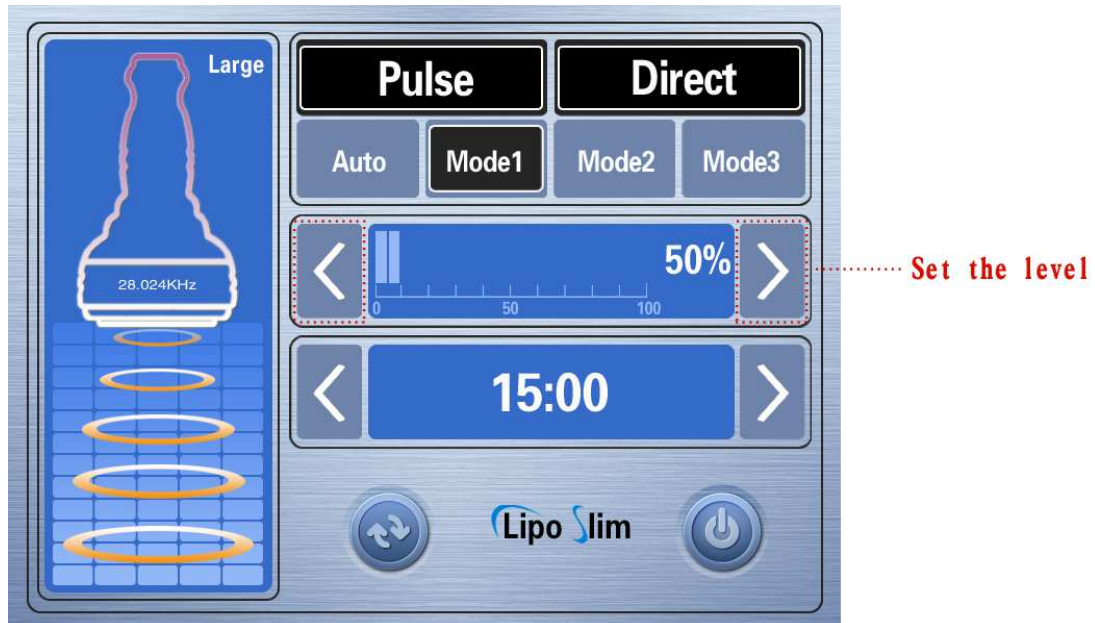 Large
28.024KHz
Pulse
Direct
Auto
Mode1
Mode2
Mode3
50%
0 50 100
Set the level
15:00
Lipo Slim